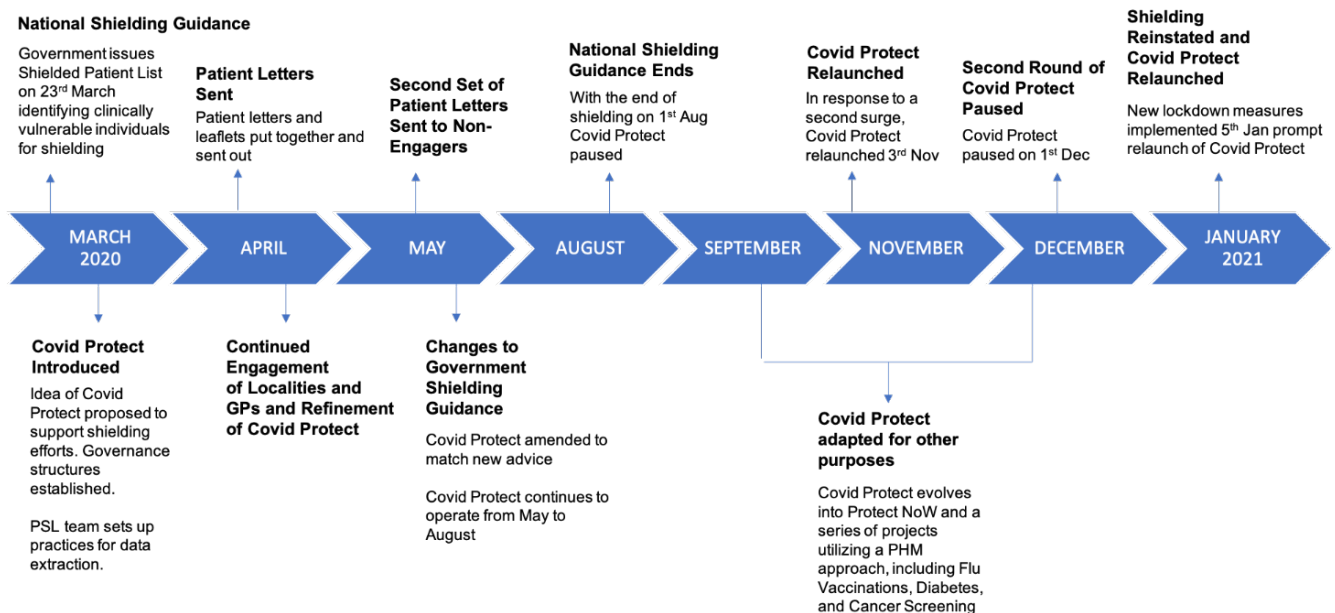 National Shielding Guidance
Government issues
Shielded Patient List
on 23rd March
identifying clinically
vulnerable individuals
for shielding
Patient Letters
Sent
Patient letters and
leaflets put together and
sent out
Second Set of
Patient Letters
Sent to Non-
Engagers
National Shielding
Guidance Ends
With the end of
shielding on 1st Aug
Covid Protect
paused
Covid Protect
Relaunched
In response to a
second surge,
Covid Protect
relaunched 3rd Nov
Second Round of
Covid Protect
Paused
Covid Protect
paused on 1st Dec
Shielding
Reinstated and
Covid Protect
Relaunched
New lockdown measures
implemented 5th Jan prompt
relaunch of Covid Protect
MARCH
2020
APRIL
MAY
AUGUST
SEPTEMBER
NOVEMBER
DECEMBER
JANUARY
2021
Covid Protect
Introduced
Idea of Covid
Protect proposed to
support shielding
efforts. Governance
structures
established.
PSL team sets up
practices for data
extraction.
Continued
Engagement
of Localities and
GPs and Refinement
of Covid Protect
Changes to
Government
Shielding
Guidance
Covid Protect amended to
match new advice
Covid Protect continues to
operate from May to
August
Covid Protect
adapted for other
purposes
Covid Protect evolves
into Protect NoW and a
series of projects
utilizing a PHM
approach, including Flu
Vaccinations, Diabetes,
and Cancer Screening